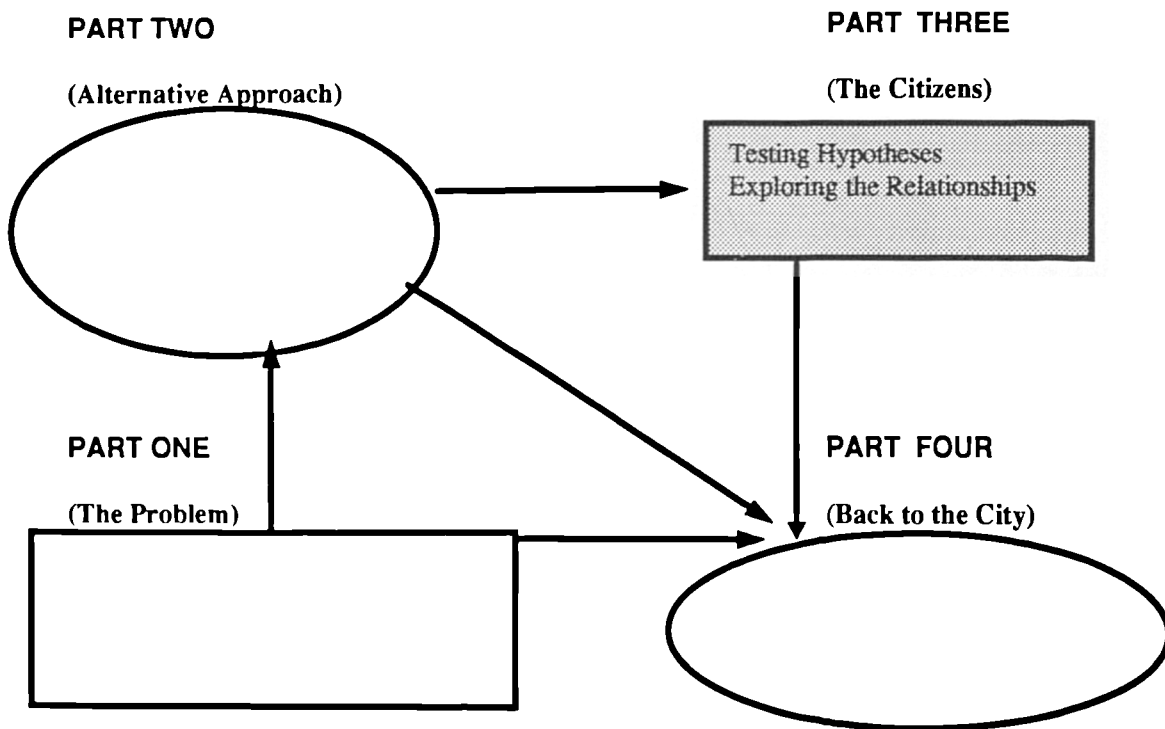 PART TWO
(Alternative Approach)
PART THREE
(The Citizens)
Testing Hypotheses
Exploring the Relationships
PART ONE
(The Problem)
PART FOUR
(Back to the City)